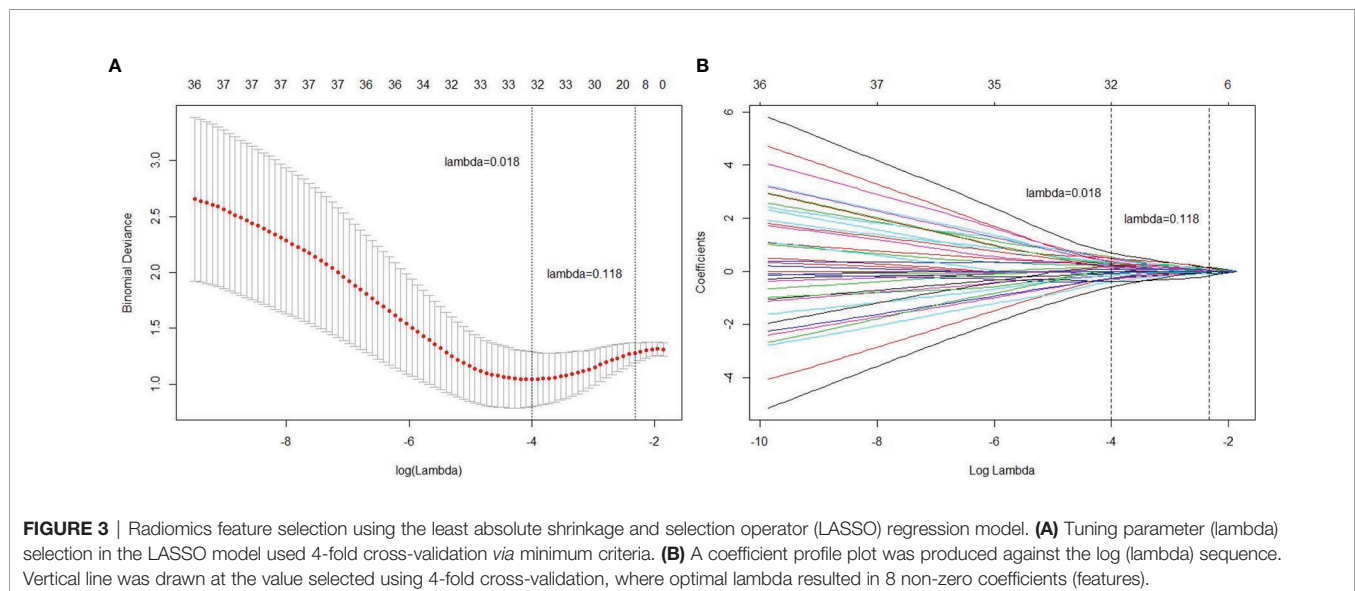 A
36 37 37 37 37 37 36 36 34 32 33 33 32 33 30 20 8 0
lambda=0.018
lambda=0.118
Binomial Deviance
3.0
2.5
2.0
1.5
1.0
-8 -6 -4 -2
log(Lambda)
B
36 37 35 32 6
lambda=0.018
lambda=0.118
Coefficients
6
4
2
0
-2
-4
-10 -8 -6 -4 -2
Log Lambda
FIGURE 3 | Radiomics feature selection using the least absolute shrinkage and selection operator (LASSO) regression model. (A) Tuning parameter (lambda)
selection in the LASSO model used 4-fold cross-validation via minimum criteria. (B) A coefficient profile plot was produced against the log (lambda) sequence.
Vertical line was drawn at the value selected using 4-fold cross-validation, where optimal lambda resulted in 8 non-zero coefficients (features).